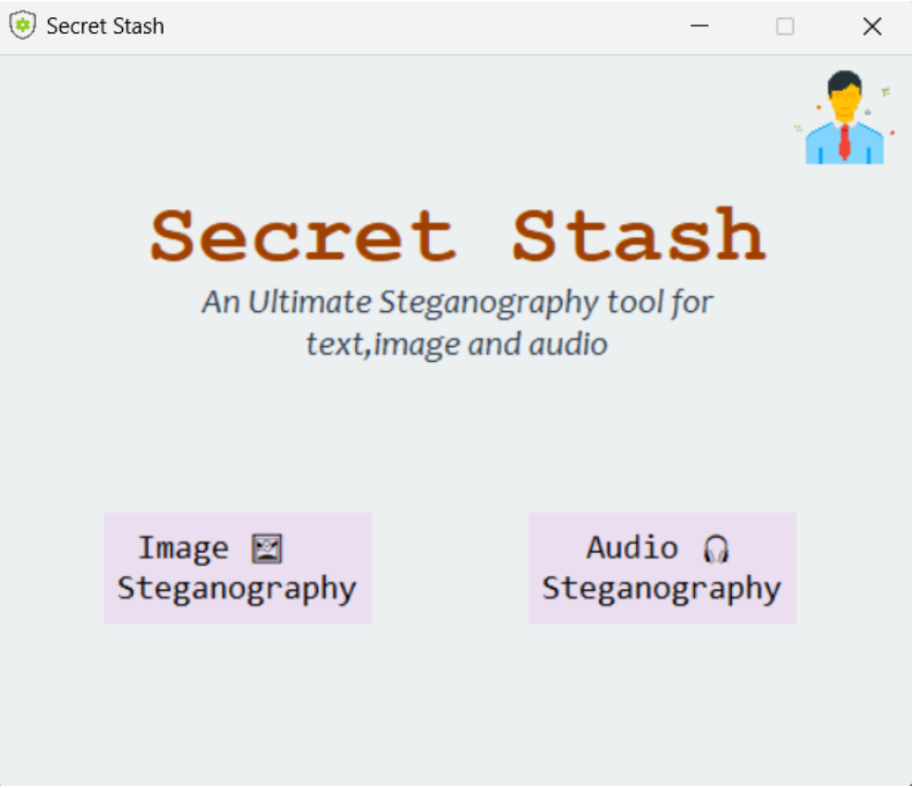 Secret Stash
Secret Stash
An Ultimate Steganography tool for
text,image and audio
Image
Steganography
Audio
Steganography